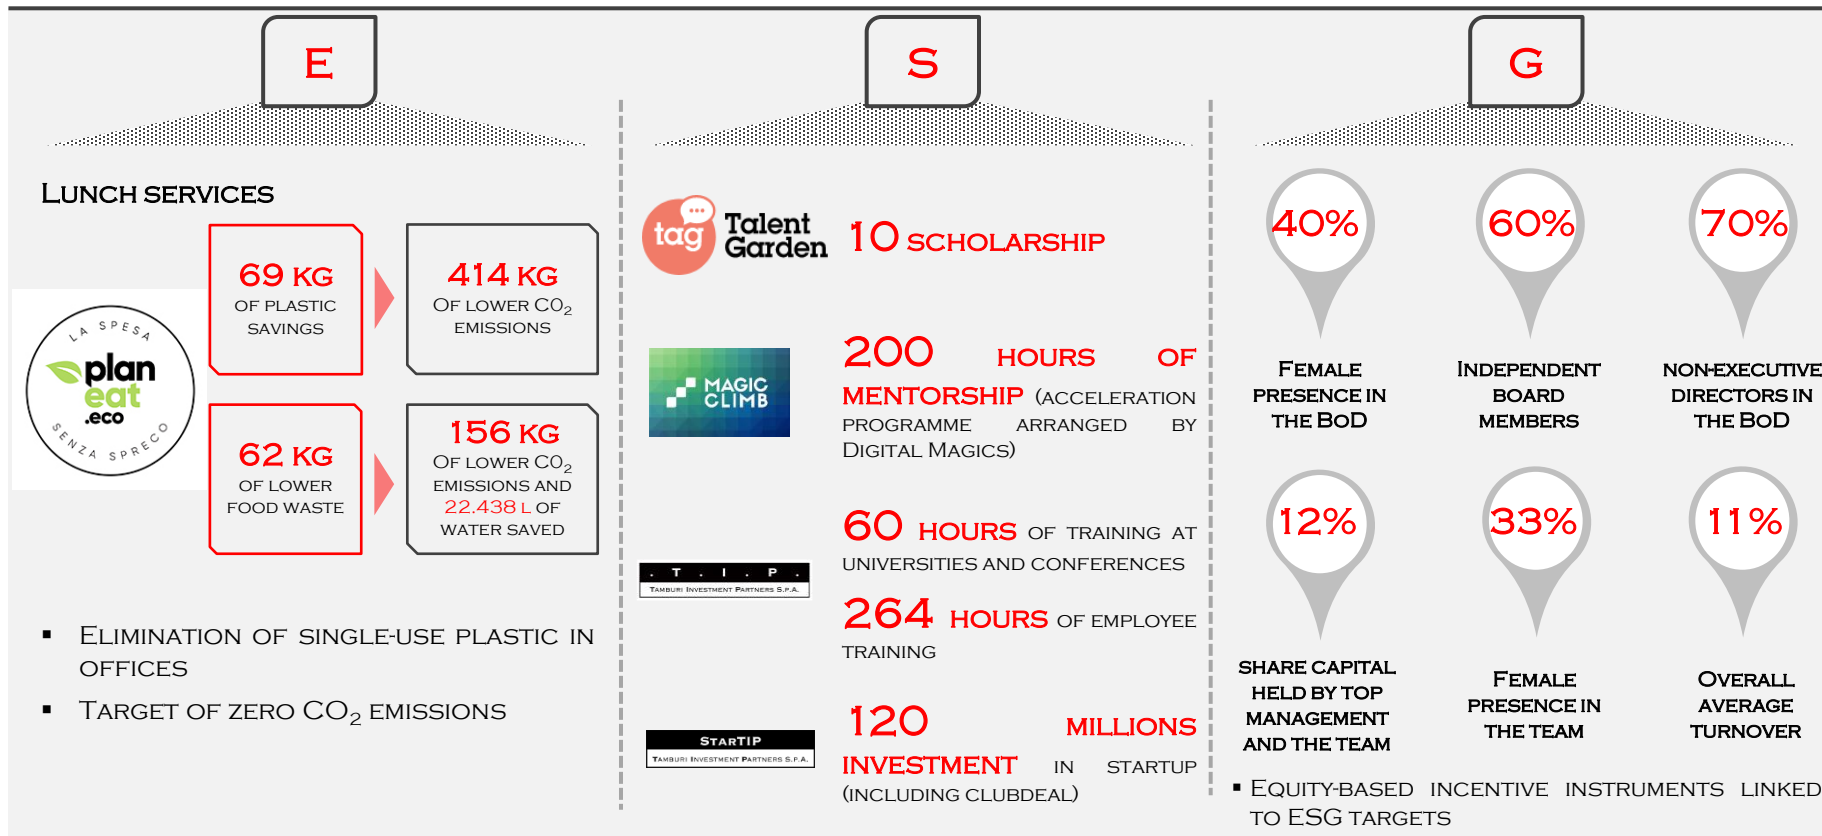 E
LUNCH SERVICES
LA SPESA
plan
eat
.eco
SENZA SPRECO
69 KG
OF PLASTIC
SAVINGS
414 KG
OF LOWER CO2
EMISSIONS
62 KG
OF LOWER
FOOD WASTE
156 KG
OF LOWER CO2
EMISSIONS AND
22.438 L OF
WATER SAVED
▪ ELIMINATION OF SINGLE-USE PLASTIC IN
OFFICES
▪ TARGET OF ZERO CO2 EMISSIONS
S
tag
Talent
Garden
10 SCHOLARSHIP
MAGIC
CLIMB
200 HOURS OF
MENTORSHIP (ACCELERATION
PROGRAMME ARRANGED BY
DIGITAL MAGICS)
.T.I.P.
TAMBURI INVESTMENT PARTNERS S.P.A.
60 HOURS OF TRAINING AT
UNIVERSITIES AND CONFERENCES
264 HOURS OF EMPLOYEE
TRAINING
STARTIP
TAMBURI INVESTMENT PARTNERS S.P.A.
120 MILLIONS
INVESTMENT IN STARTUP
(INCLUDING CLUBDEAL)
G
40%
FEMALE
PRESENCE IN
THE BOD
60%
INDEPENDENT
BOARD
MEMBERS
70%
NON-EXECUTIVE
DIRECTORS IN
THE BOD
12%
SHARE CAPITAL
HELD BY TOP
MANAGEMENT
AND THE TEAM
33%
FEMALE
PRESENCE IN
THE TEAM
11%
OVERALL
AVERAGE
TURNOVER
▪ EQUITY-BASED INCENTIVE INSTRUMENTS LINKED
TO ESG TARGETS